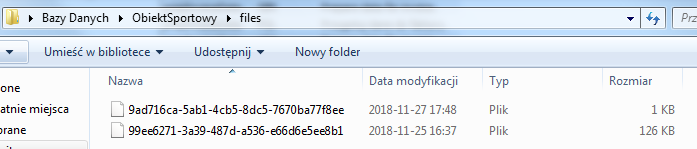 Bazy Danych ▸ ObiektSportowy ▸ files
Prz
Umieść w bibliotece Udostępnij Nowy folder
one
atnie miejsca
brane
Nazwa Data modyfikacji Typ Rozmiar
9ad716ca-5ab1-4cb5-8dc5-7670ba77f8ee 2018-11-27 17:48 Plik 1 KB
99ee6271-3a39-487d-a536-e66d6e5ee8b1 2018-11-25 16:37 Plik 126 KB